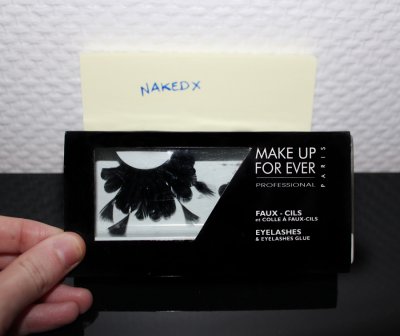 NAKEDX
MAKE UP
FOR EVER
PROFESSIONAL
PARIS
FAUX - CILS
et COLLE A FAUX-CILS
EYELASHES
& EYELASHES GLUE